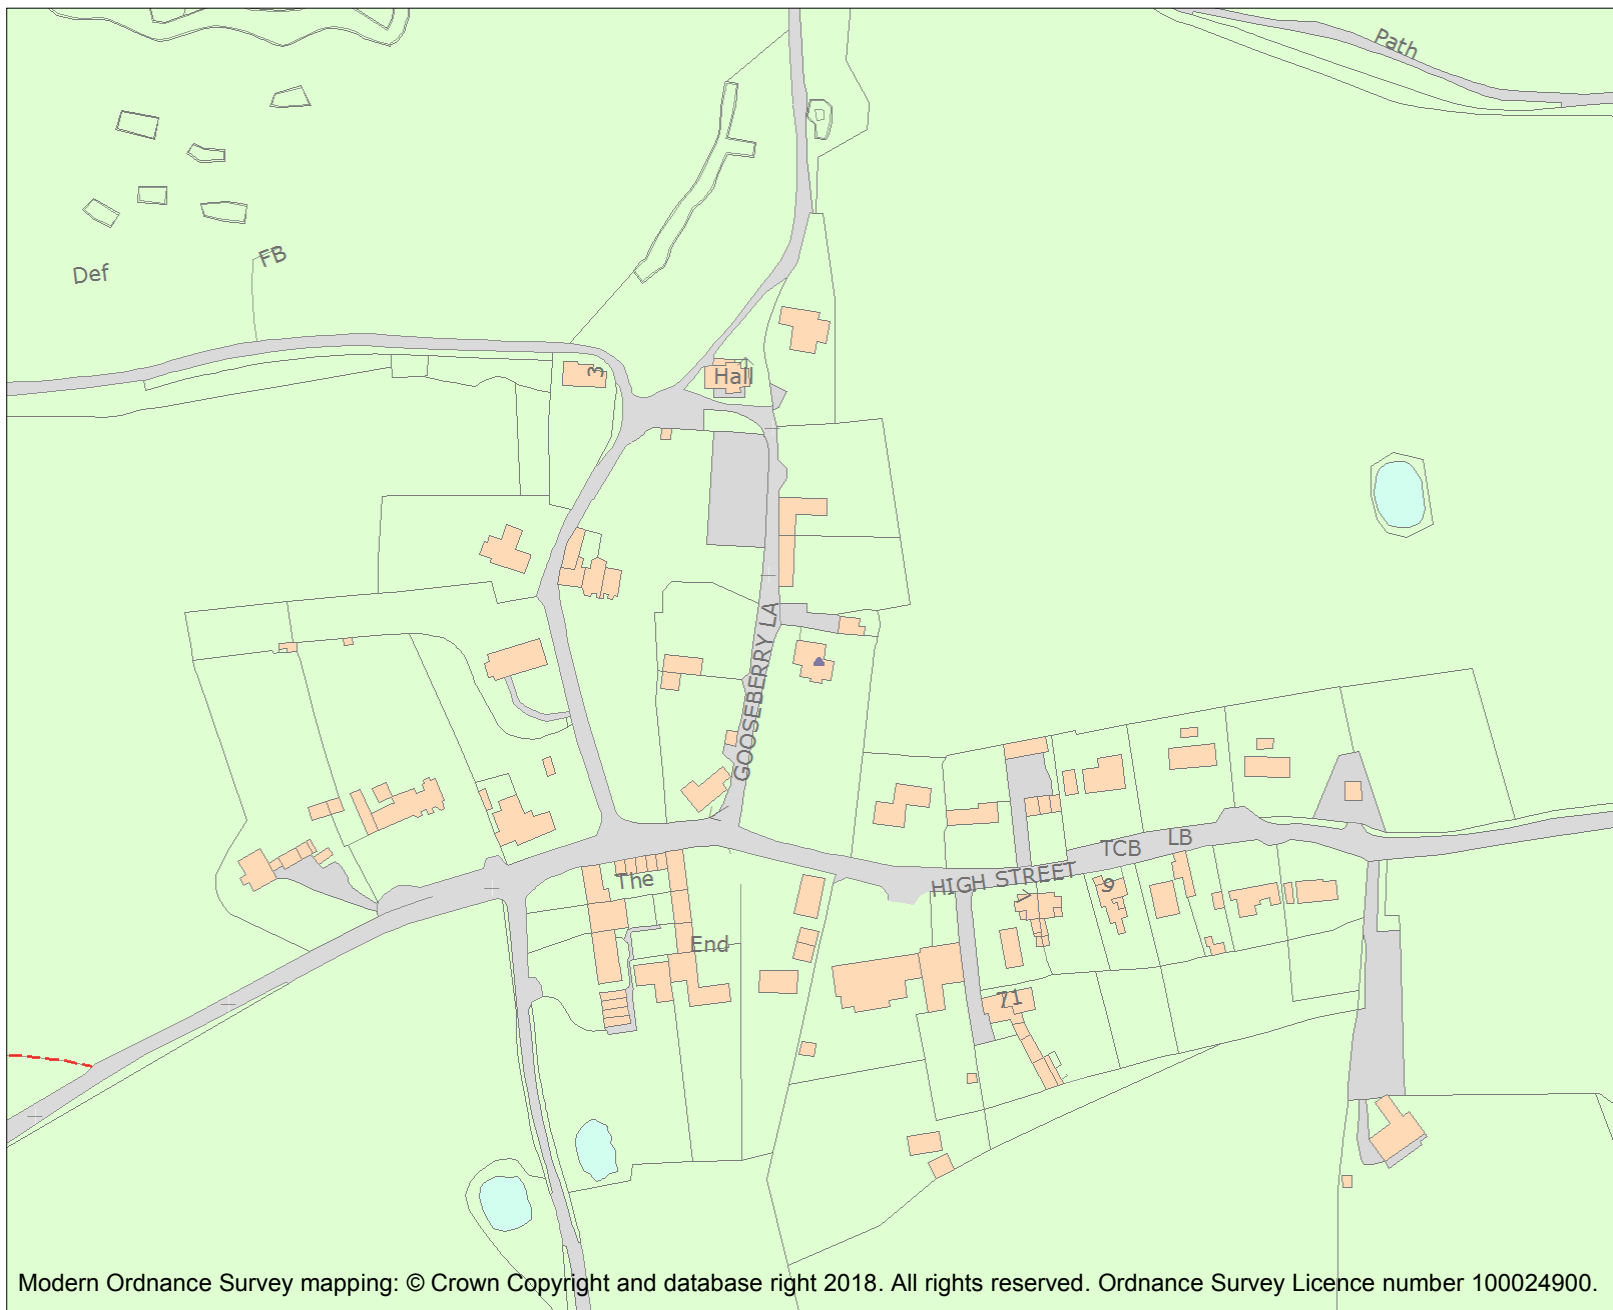 Path
FB
Def
3
Hall
GOOSEBERRY LA
TCB
LB
HIGH STREET
9
The
End
71
Modern Ordnance Survey mapping: © Crown Copyright and database right 2018. All rights reserved. Ordnance Survey Licence number 100024900.